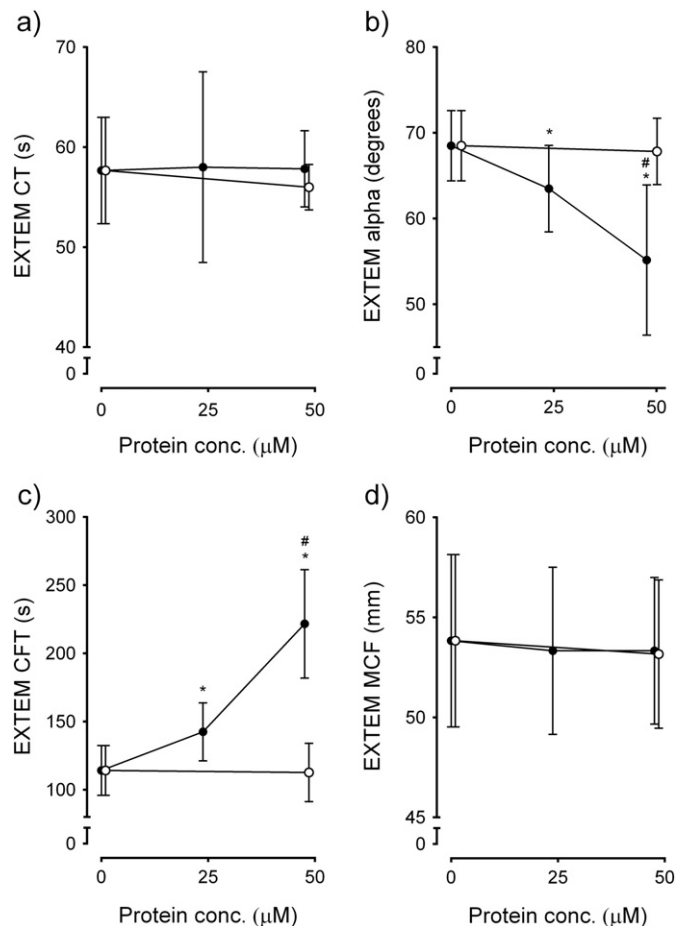 a)
70
60
50
40
0
EXTEM CT (s)
0 25 50
Protein conc. (μM)
b)
80
70
60
50
0
EXTEM alpha (degrees)
*
#
*
0 25 50
Protein conc. (μM)
c)
300
250
200
150
100
0
EXTEM CFT (s)
*
#
*
0 25 50
Protein conc. (μM)
d)
60
54
50
45
0
EXTEM MCF (mm)
0 25 50
Protein conc. (μM)